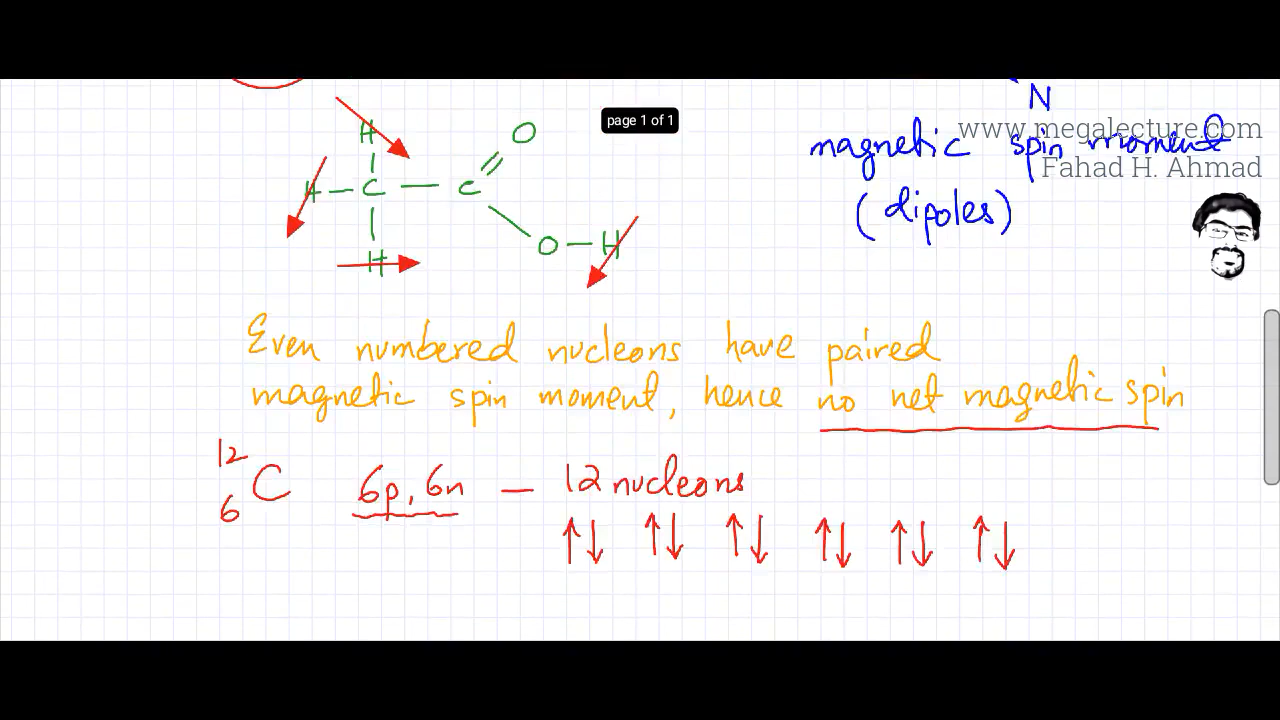 page 1 of 1
N
www.megalecture.com
magnetic spin moment
Fahad H. Ahmad
(dipoles)
H O
H – C – C
O – H
H
Even numbered nucleons have paired
magnetic spin moment, hence no net magnetic spin
12
6 C 6p, 6n – 12 nucleons
↑↓ ↑↓ ↑↓ ↑↓ ↑↓ ↑↓